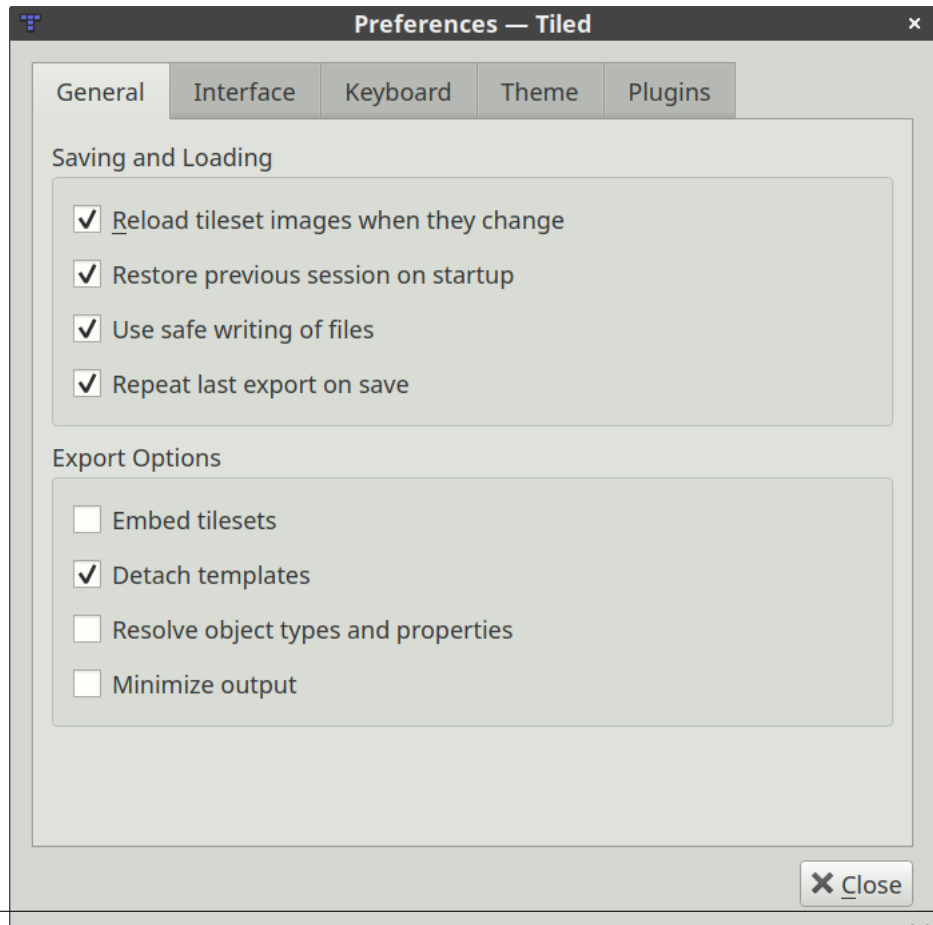 Preferences — Tiled
General Interface Keyboard Theme Plugins
Saving and Loading
Reload tileset images when they change
Restore previous session on startup
Use safe writing of files
Repeat last export on save
Export Options
Embed tilesets
Detach templates
Resolve object types and properties
Minimize output
Close